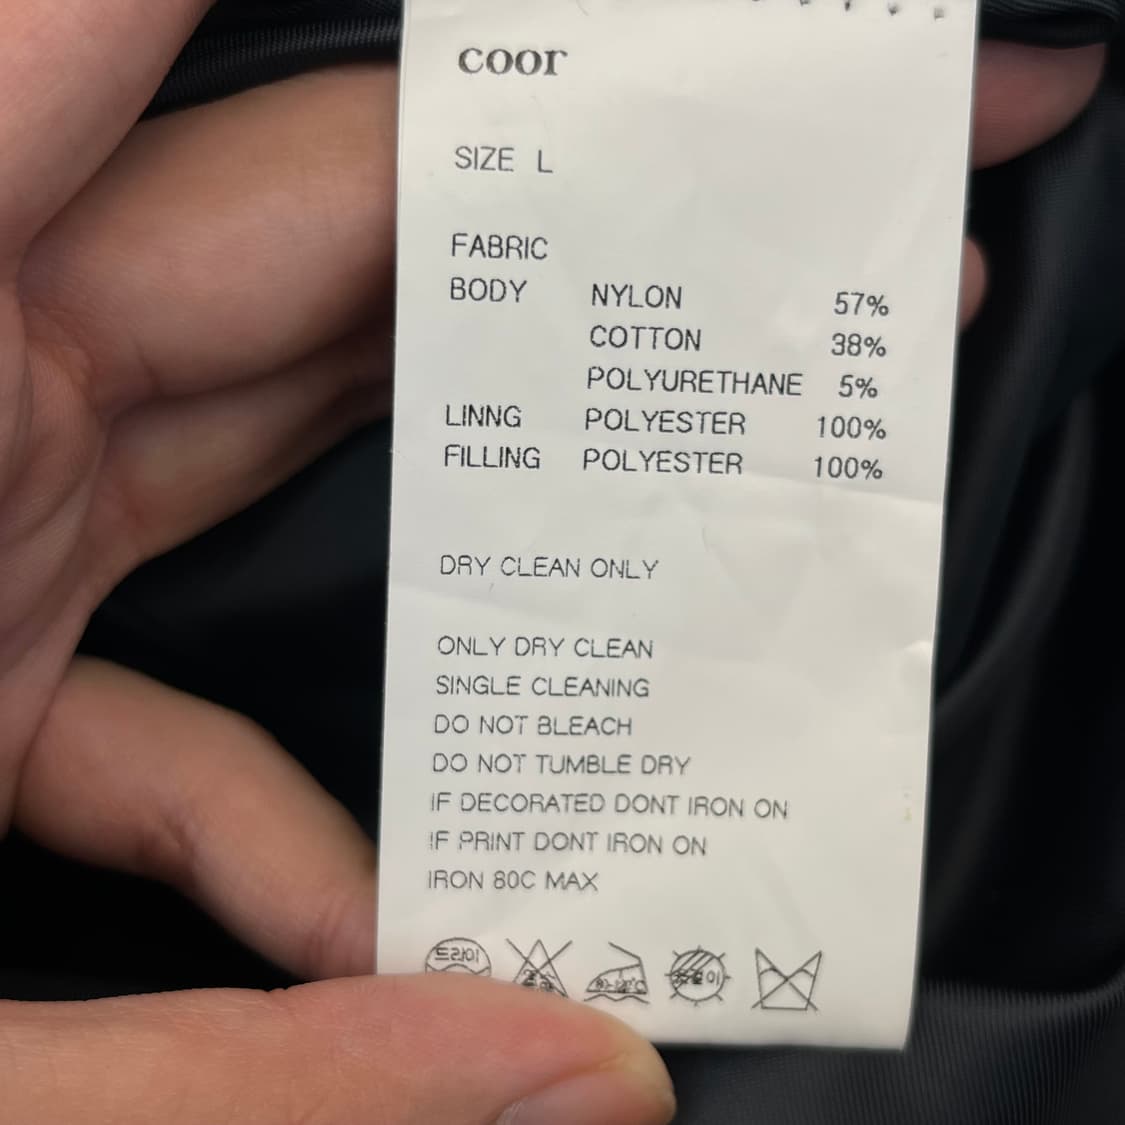 coor
SIZE L
FABRIC
BODY NYLON 57%
COTTON 38%
POLYURETHANE 5%
LINNG POLYESTER 100%
FILLING POLYESTER 100%
DRY CLEAN ONLY
ONLY DRY CLEAN
SINGLE CLEANING
DO NOT BLEACH
DO NOT TUMBLE DRY
IF DECORATED DONT IRON ON
IF PRINT DONT IRON ON
IRON 80C MAX
드라이